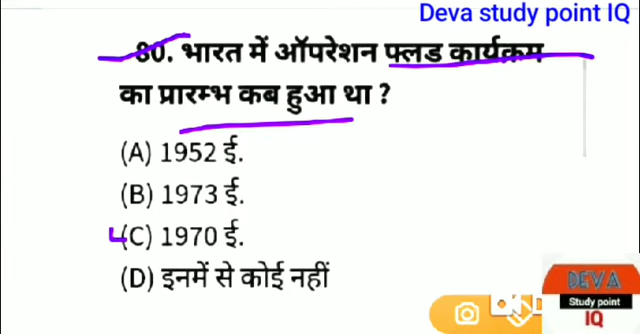 Deva study point IQ
80. भारत में ऑपरेशन फ्लड कार्यक्रम
का प्रारम्भ कब हुआ था ?
(A) 1952 ई.
(B) 1973 ई.
(C) 1970 ई.
(D) इनमें से कोई नहीं
DEVA
Study point
IQ